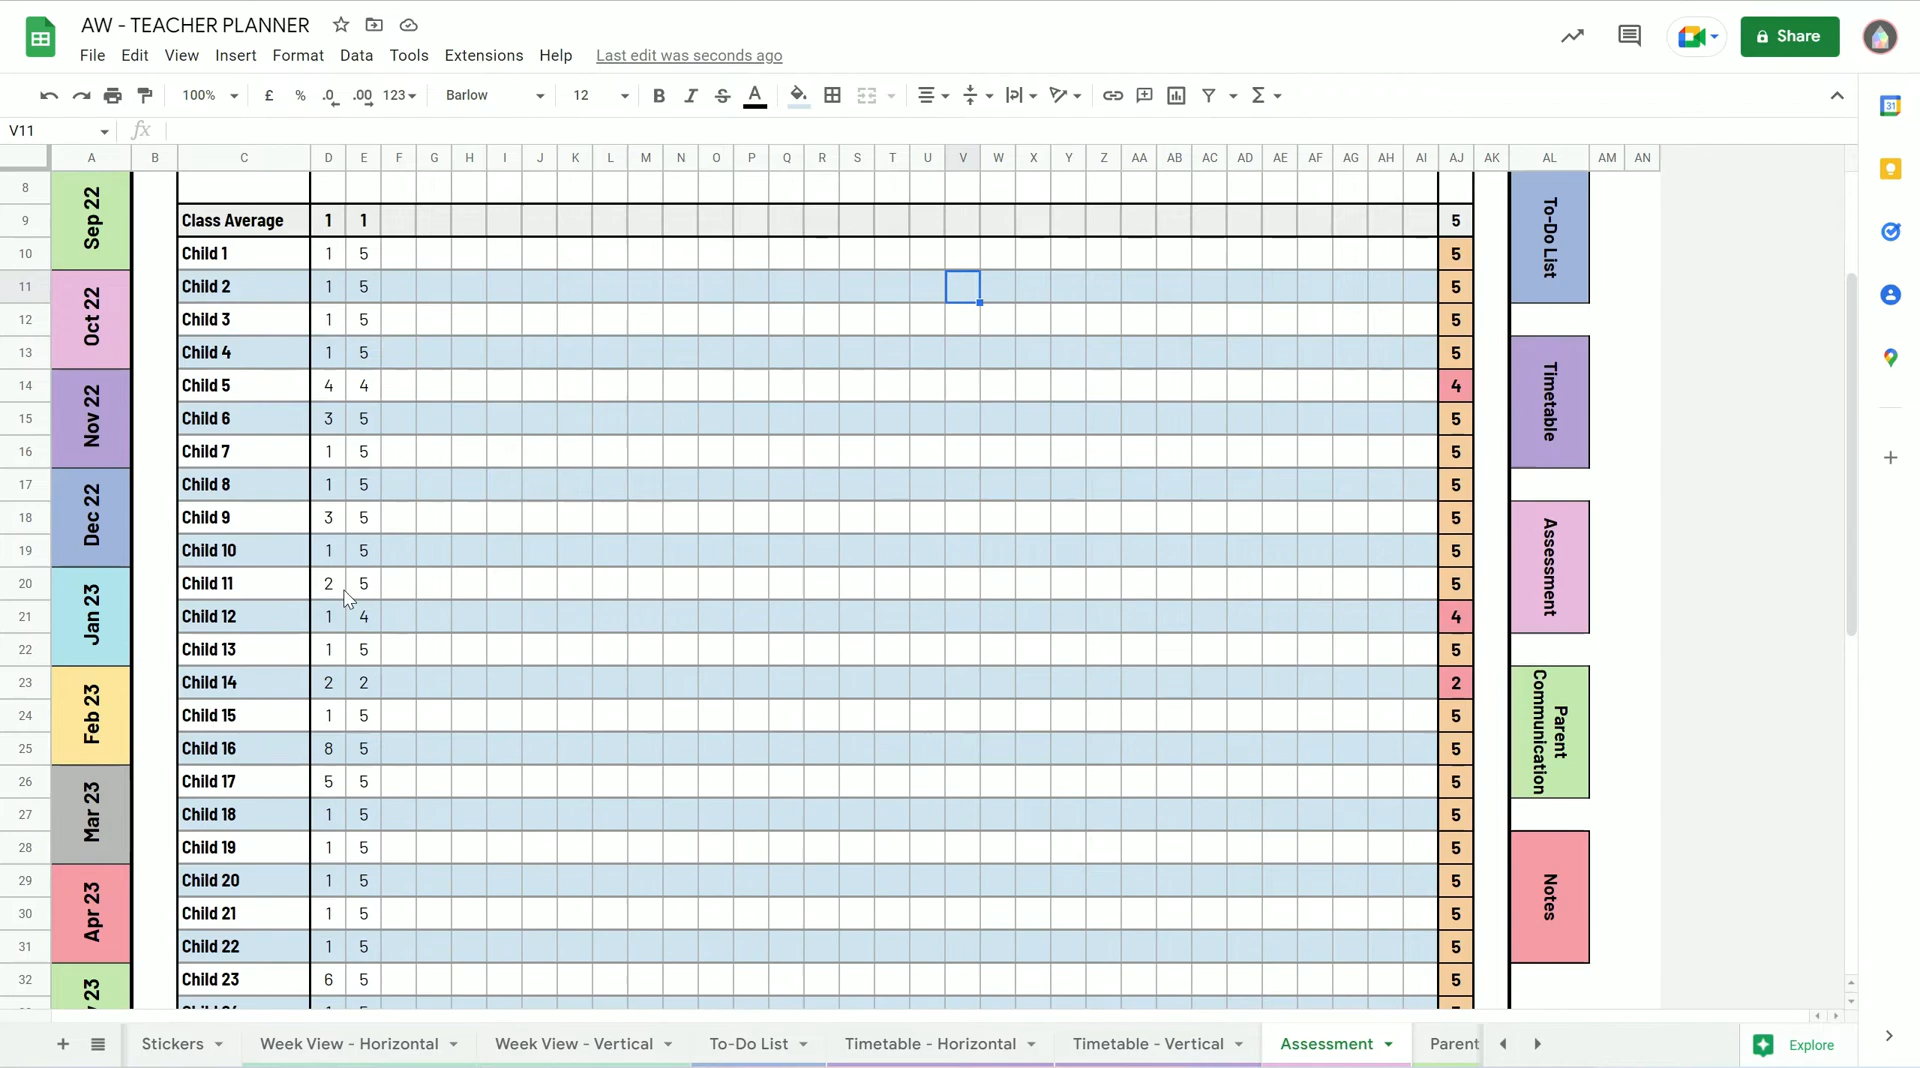 AW - TEACHER PLANNER
File Edit View Insert Format Data Tools Extensions Help Last edit was seconds ago
Share
100% £ % .0 .00 123 Barlow 12 B I S A
V11 fx
A B C D E F G H I J K L M N O P Q R S T U V W X Y Z AA AB AC AD AE AF AG AH AI AJ AK AL AM AN
8
9 Class Average 1 1 5
10 Child 1 1 5 5
11 Child 2 1 5 5
12 Child 3 1 5 5
13 Child 4 1 5 5
14 Child 5 4 4 4
15 Child 6 3 5 5
16 Child 7 1 5 5
17 Child 8 1 5 5
18 Child 9 3 5 5
19 Child 10 1 5 5
20 Child 11 2 5 5
21 Child 12 1 4 4
22 Child 13 1 5 5
23 Child 14 2 2 2
24 Child 15 1 5 5
25 Child 16 8 5 5
26 Child 17 5 5 5
27 Child 18 1 5 5
28 Child 19 1 5 5
29 Child 20 1 5 5
30 Child 21 1 5 5
31 Child 22 1 5 5
32 Child 23 6 5 5
Sep 22
Oct 22
Nov 22
Dec 22
Jan 23
Feb 23
Mar 23
Apr 23
23
To-Do List
Timetable
Assessment
Parent
Communication
Notes
31
Stickers Week View - Horizontal Week View - Vertical To-Do List Timetable - Horizontal Timetable - Vertical Assessment Parent Explore